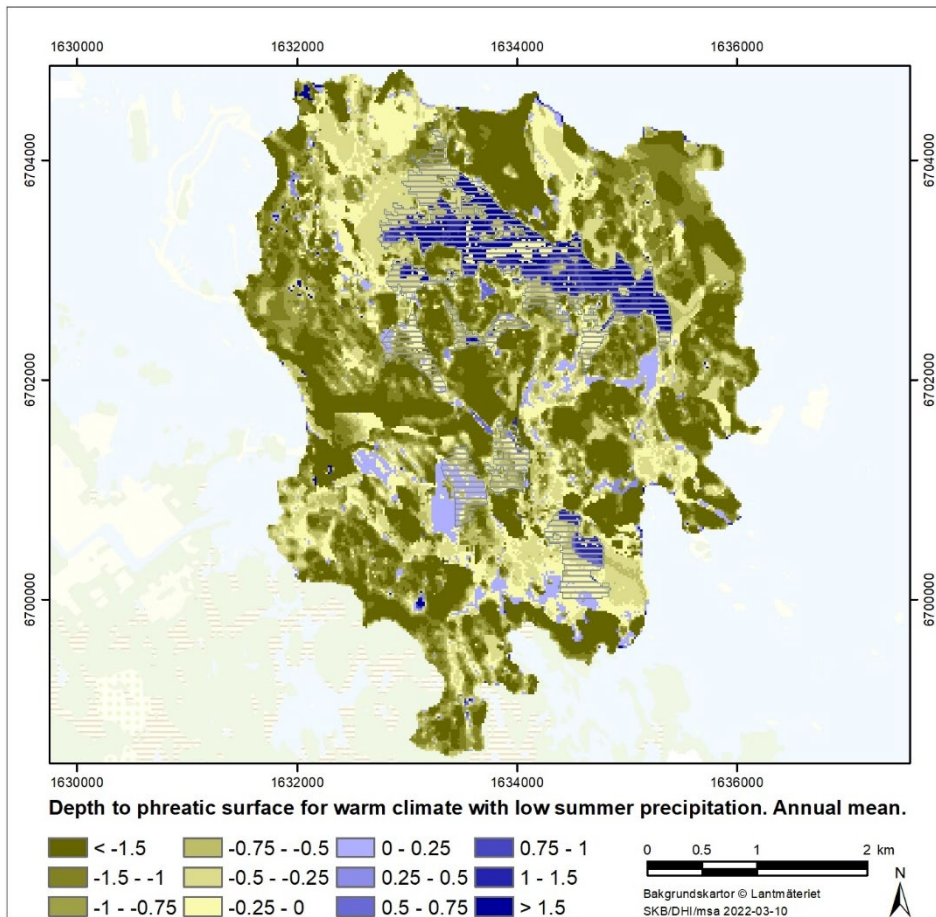 1630000 1632000 1634000 1636000
6704000 6704000
6702000 6702000
6700000 6700000
1630000 1632000 1634000 1636000
Depth to phreatic surface for warm climate with low summer precipitation. Annual mean.
< -1.5 -0.75 - -0.5 0 - 0.25 0.75 - 1
-1.5 - -1 -0.5 - -0.25 0.25 - 0.5 1 - 1.5
-1 - -0.75 -0.25 - 0 0.5 - 0.75 > 1.5
0 0.5 1 2 km
Bakgrundskartor © Lantmäteriet
SKB/DHI/msa 2022-03-10
N